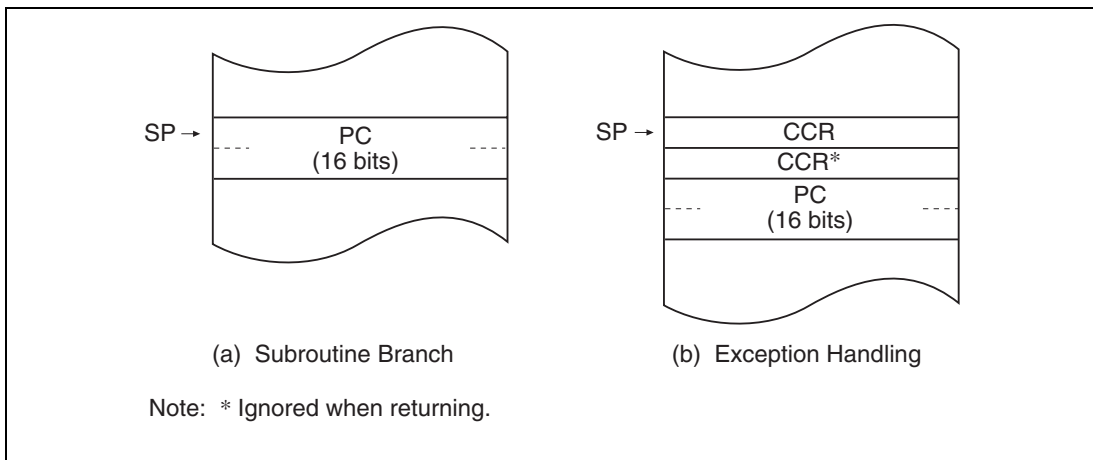 SP →
PC
(16 bits)
(a) Subroutine Branch
SP →
CCR
CCR*
PC
(16 bits)
(b) Exception Handling
Note: * Ignored when returning.